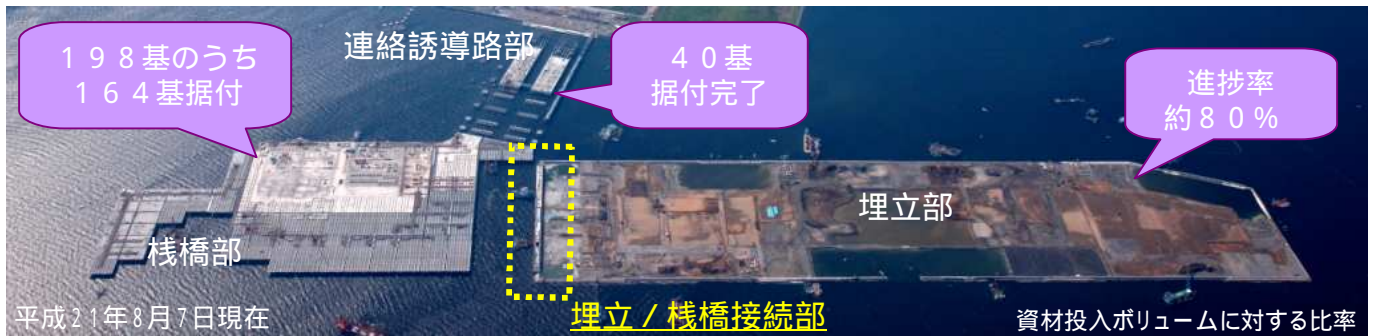 １９８基のうち
１６４基据付
連絡誘導路部
４０基
据付完了
進捗率
約８０％
埋立部
桟橋部
平成21年8月7日現在
埋立／桟橋接続部
資材投入ボリュームに対する比率